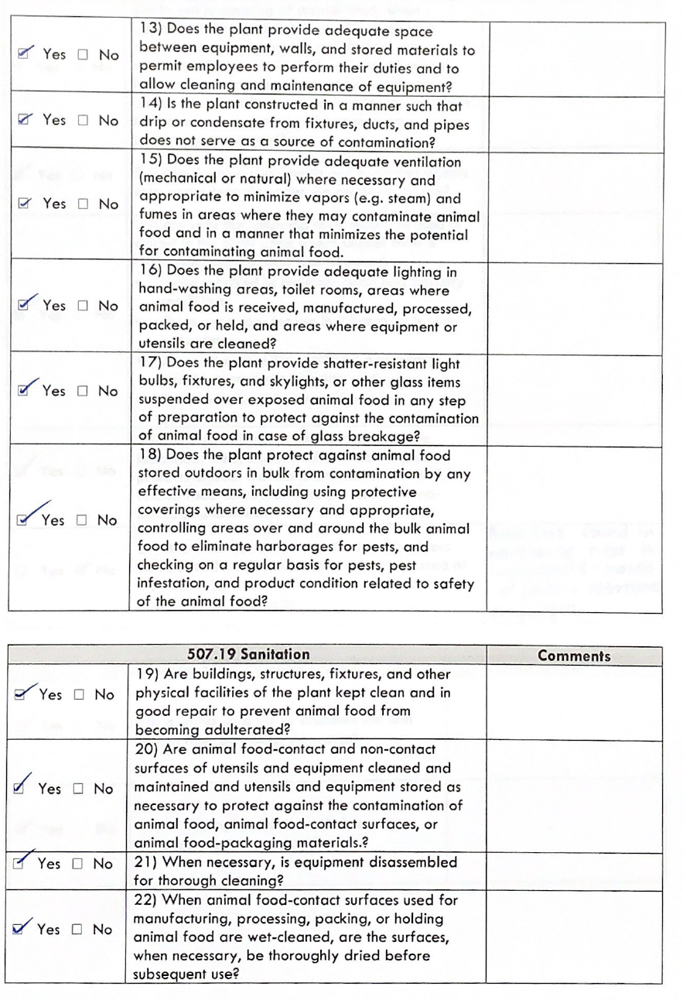 13) Does the plant provide adequate space
☑ Yes ☐ No between equipment, walls, and stored materials to
permit employees to perform their duties and to
allow cleaning and maintenance of equipment?
14) Is the plant constructed in a manner such that
☑ Yes ☐ No drip or condensate from fixtures, ducts, and pipes
does not serve as a source of contamination?
15) Does the plant provide adequate ventilation
(mechanical or natural) where necessary and
☑ Yes ☐ No appropriate to minimize vapors (e.g. steam) and
fumes in areas where they may contaminate animal
food and in a manner that minimizes the potential
for contaminating animal food.
16) Does the plant provide adequate lighting in
hand-washing areas, toilet rooms, areas where
☑ Yes ☐ No animal food is received, manufactured, processed,
packed, or held, and areas where equipment or
utensils are cleaned?
17) Does the plant provide shatter-resistant light
☑ Yes ☐ No bulbs, fixtures, and skylights, or other glass items
suspended over exposed animal food in any step
of preparation to protect against the contamination
of animal food in case of glass breakage?
18) Does the plant protect against animal food
stored outdoors in bulk from contamination by any
effective means, including using protective
☑ Yes ☐ No coverings where necessary and appropriate,
controlling areas over and around the bulk animal
food to eliminate harborages for pests, and
checking on a regular basis for pests, pest
infestation, and product condition related to safety
of the animal food?
507.19 Sanitation Comments
19) Are buildings, structures, fixtures, and other
☑ Yes ☐ No physical facilities of the plant kept clean and in
good repair to prevent animal food from
becoming adulterated?
20) Are animal food-contact and non-contact
surfaces of utensils and equipment cleaned and
☑ Yes ☐ No maintained and utensils and equipment stored as
necessary to protect against the contamination of
animal food, animal food-contact surfaces, or
animal food-packaging materials.?
☑ Yes ☐ No 21) When necessary, is equipment disassembled
for thorough cleaning?
22) When animal food-contact surfaces used for
manufacturing, processing, packing, or holding
☑ Yes ☐ No animal food are wet-cleaned, are the surfaces,
when necessary, be thoroughly dried before
subsequent use?